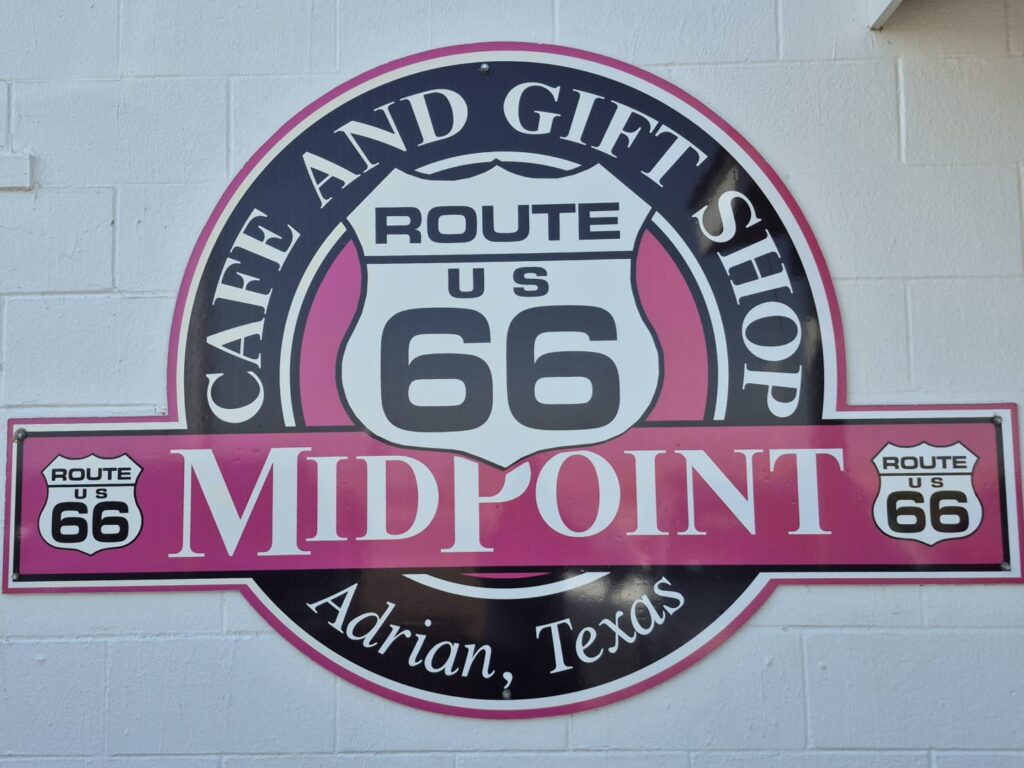 CAFE AND GIFT SHOP
ROUTE
US
66
MIDPOINT
ROUTE
US
66
ROUTE
US
66
Adrian, Texas